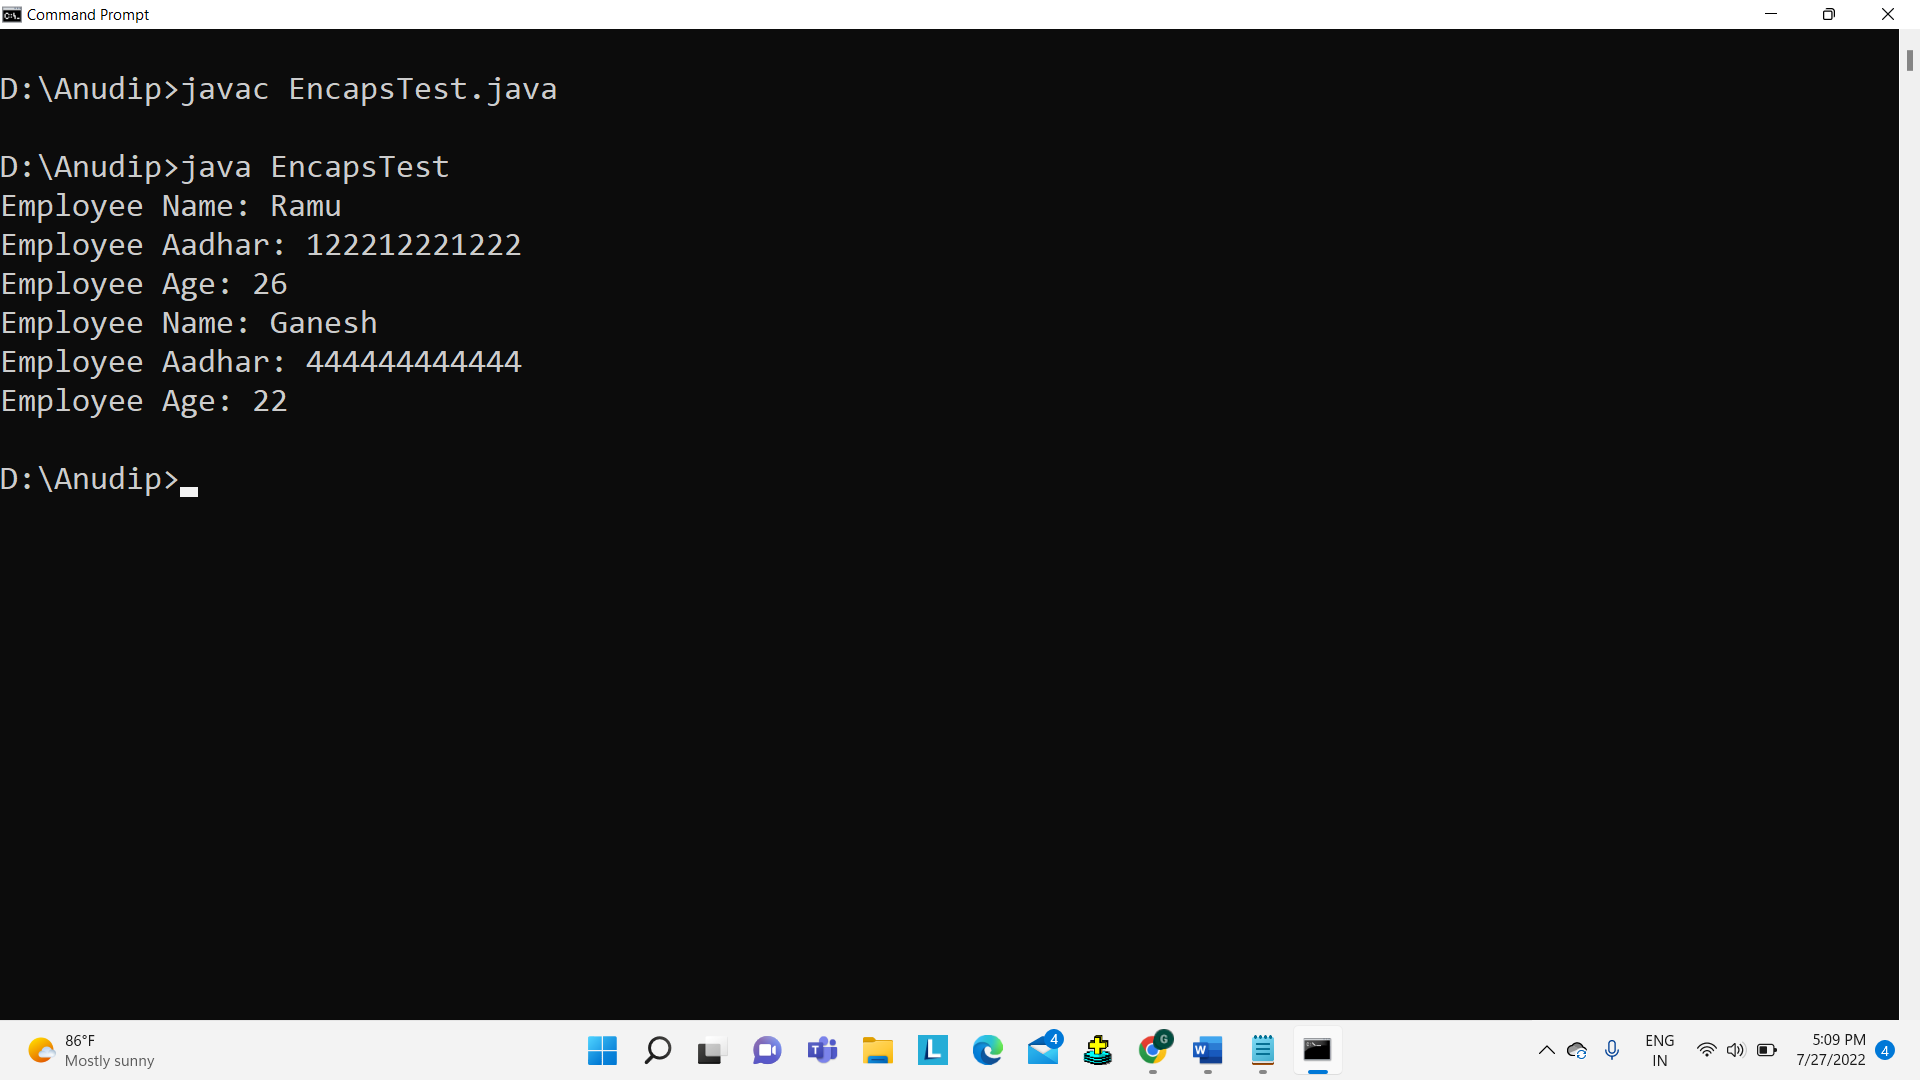 Command Prompt
D:\Anudip>javac EncapsTest.java
D:\Anudip>java EncapsTest
Employee Name: Ramu
Employee Aadhar: 122212221222
Employee Age: 26
Employee Name: Ganesh
Employee Aadhar: 444444444444
Employee Age: 22
D:\Anudip>
86°F
Mostly sunny
4
G
ENG
IN
5:09 PM
7/27/2022
4